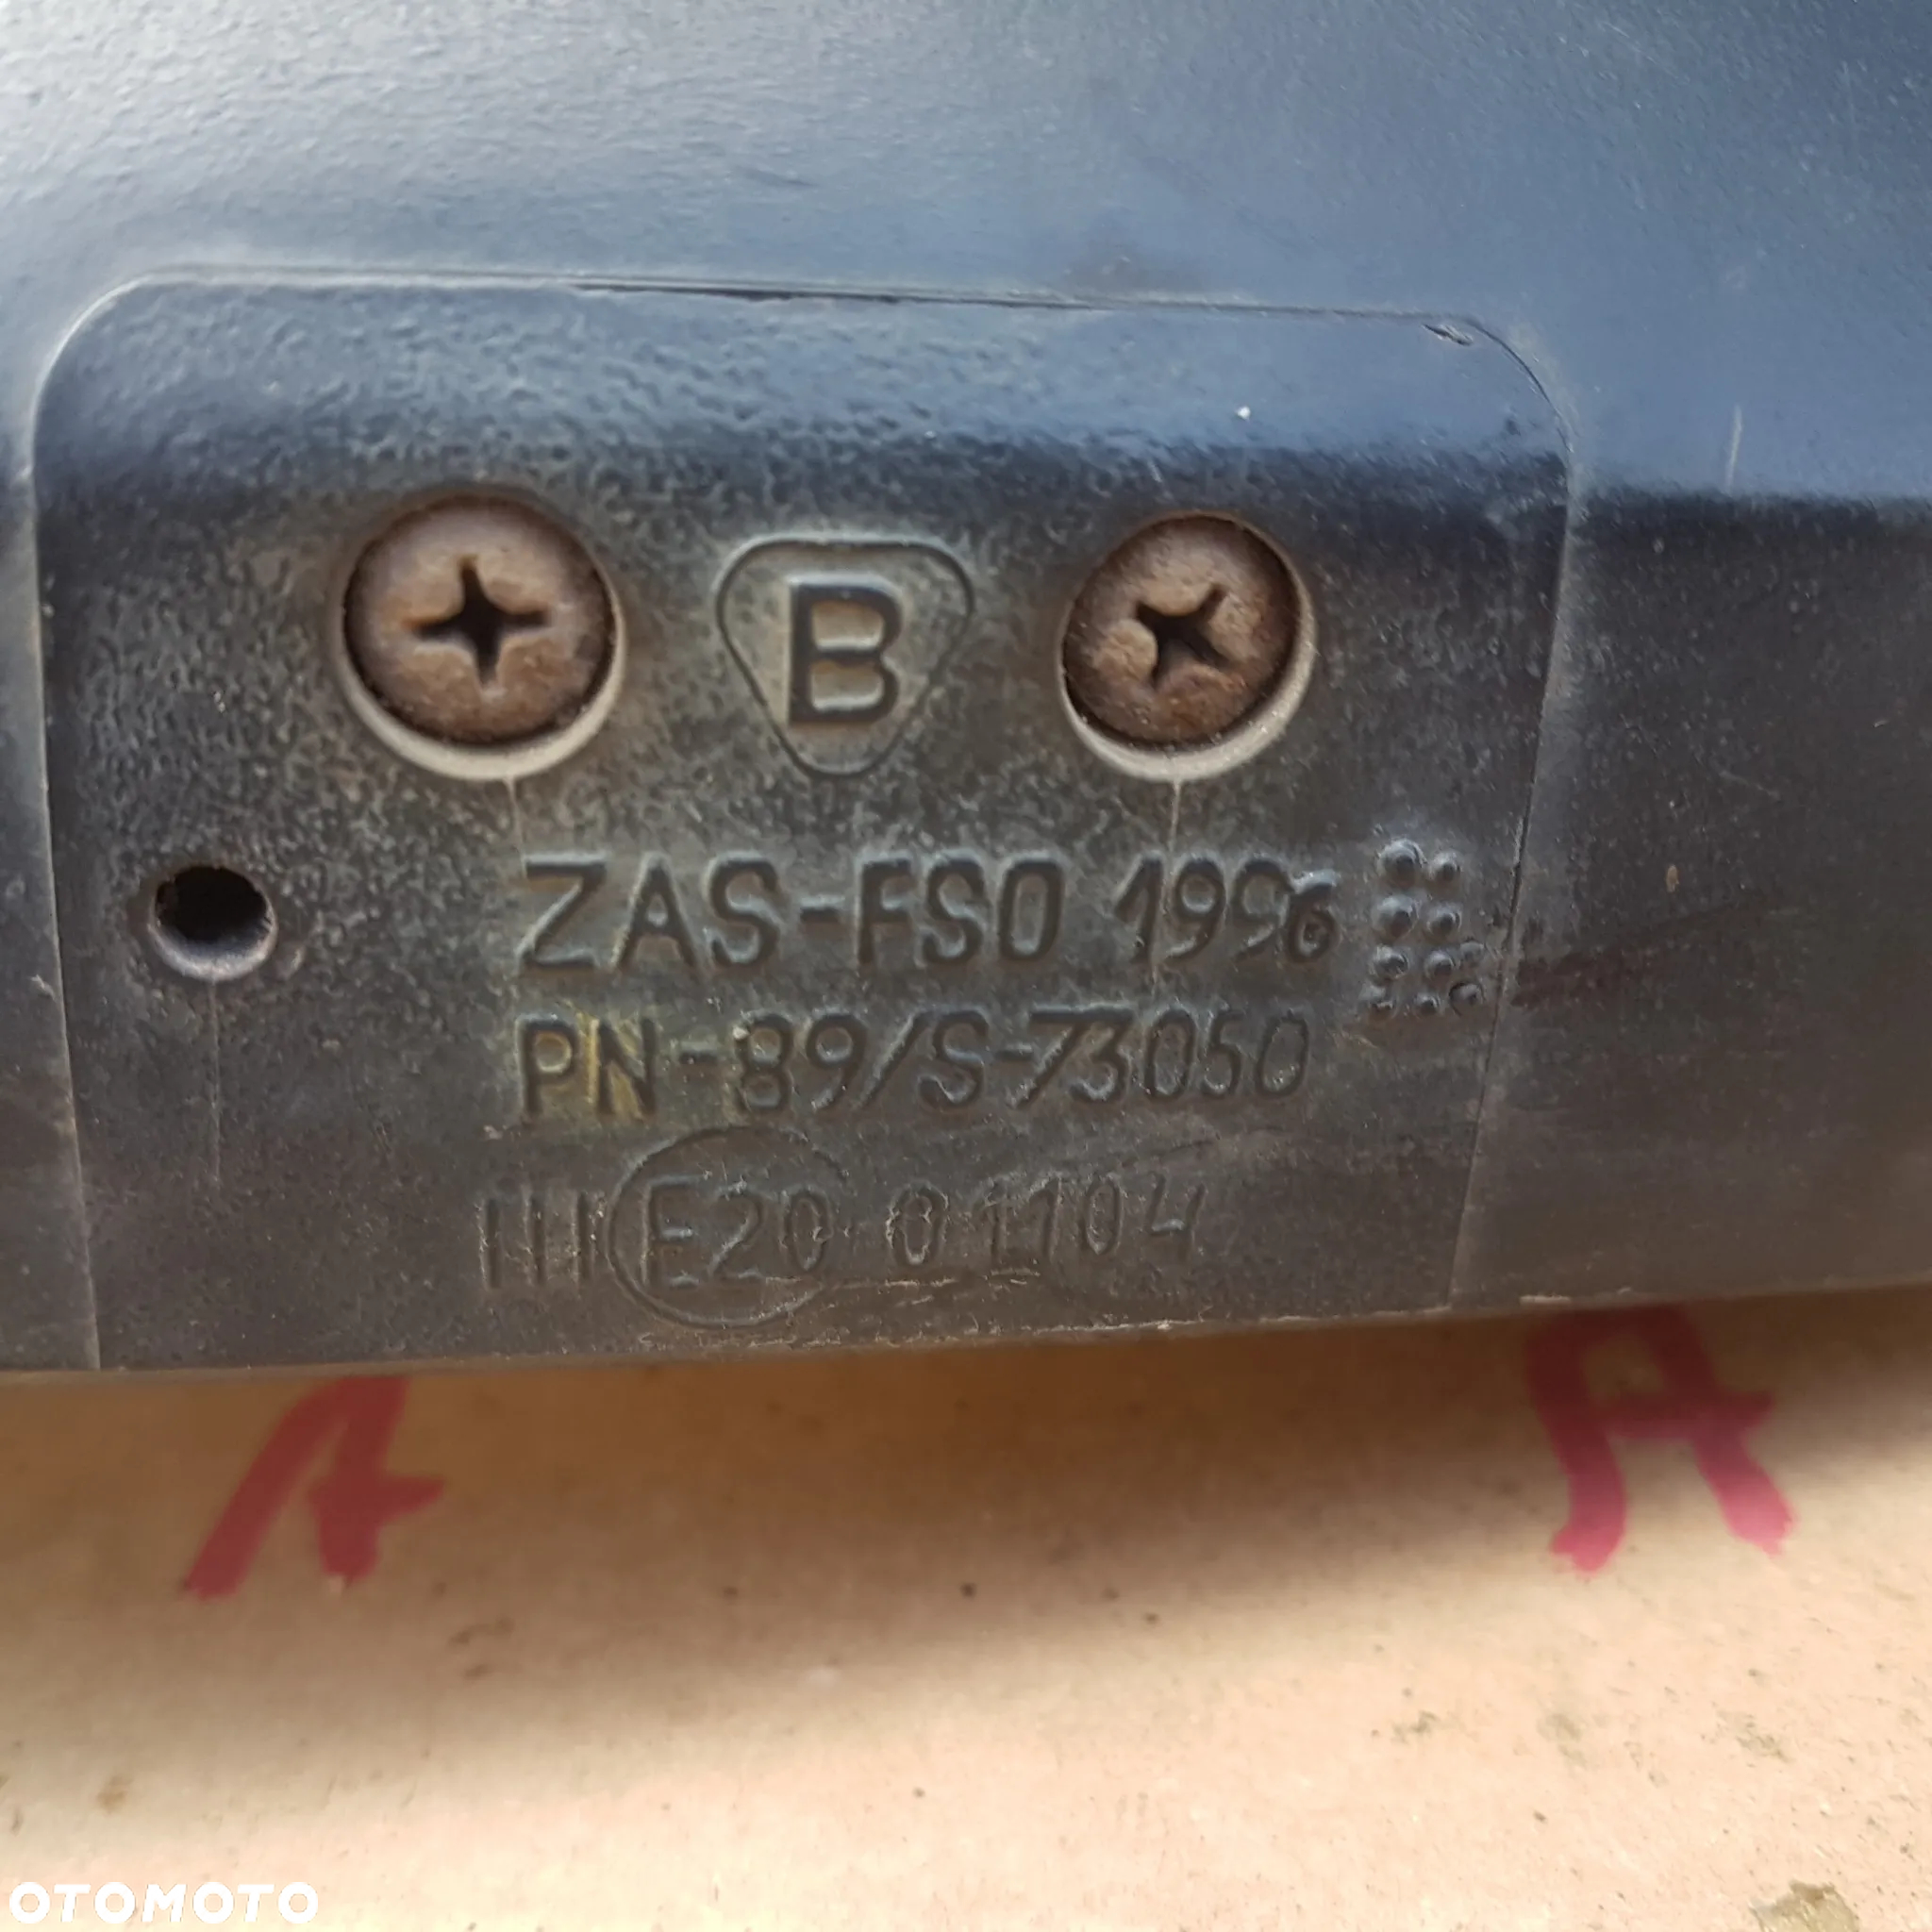 B
ZAS-FSO 1996
PN-89/S-73050
III E20 01104
A A
OTOMOTO